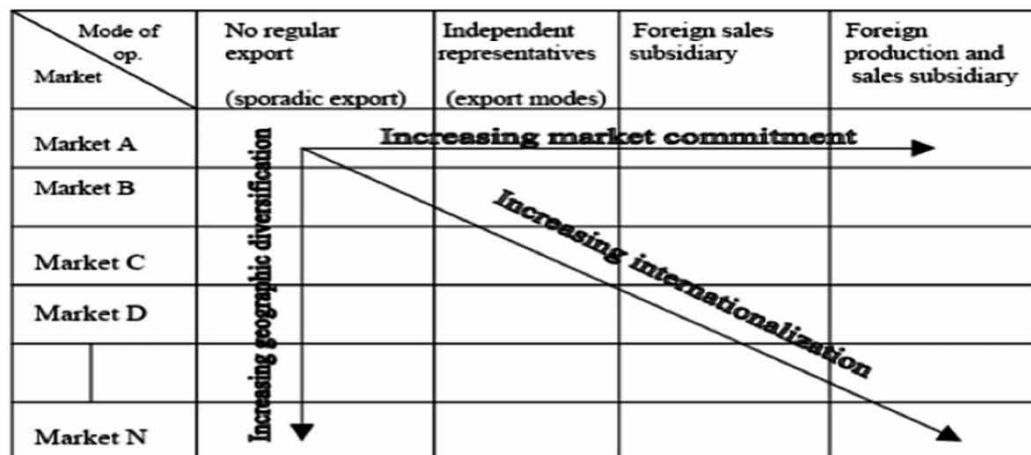 Mode of
op.
Market
No regular
export
(sporadic export)
Independent
representatives
(export modes)
Foreign sales
subsidiary
Foreign
production and
sales subsidiary
Market A
Increasing market commitment
Market B
Increasing geographic diversification
Increasing internationalization
Market C
Market D
Market N